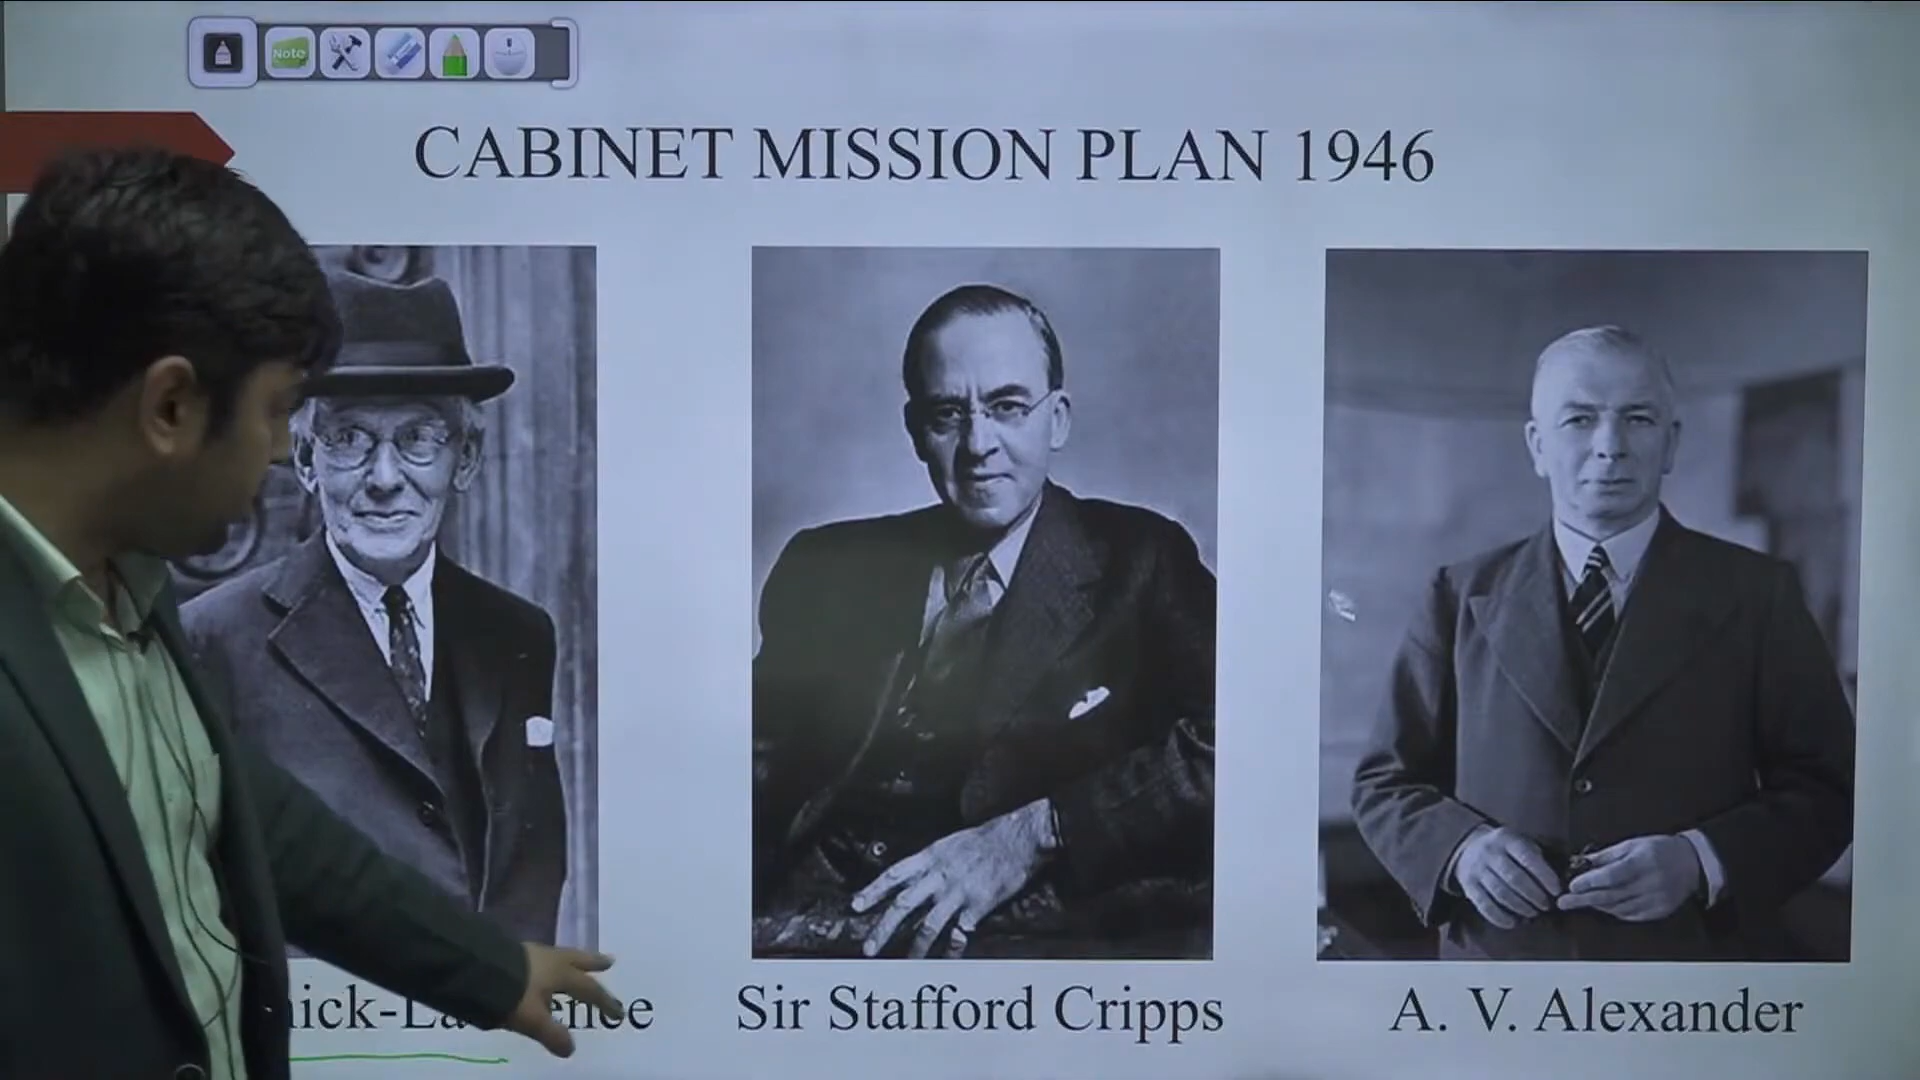 Note
CABINET MISSION PLAN 1946
Sir Stafford Cripps
A. V. Alexander